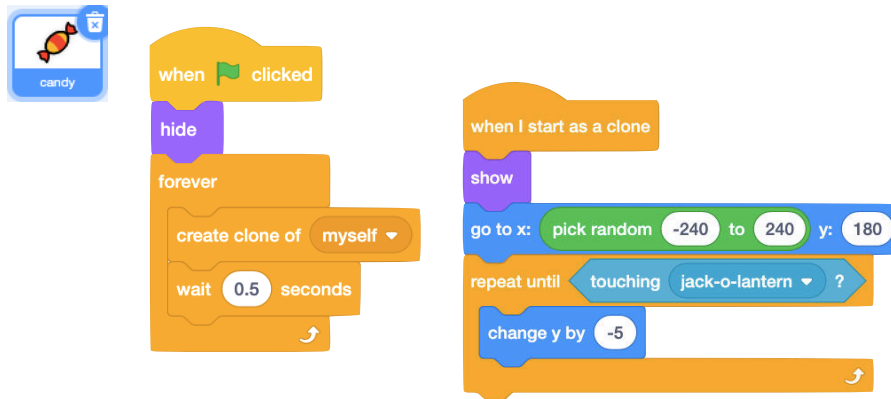 candy
when clicked
hide
forever
create clone of myself
wait 0.5 seconds
when I start as a clone
show
go to x: pick random -240 to 240 y: 180
repeat until touching jack-o-lantern ?
change y by -5